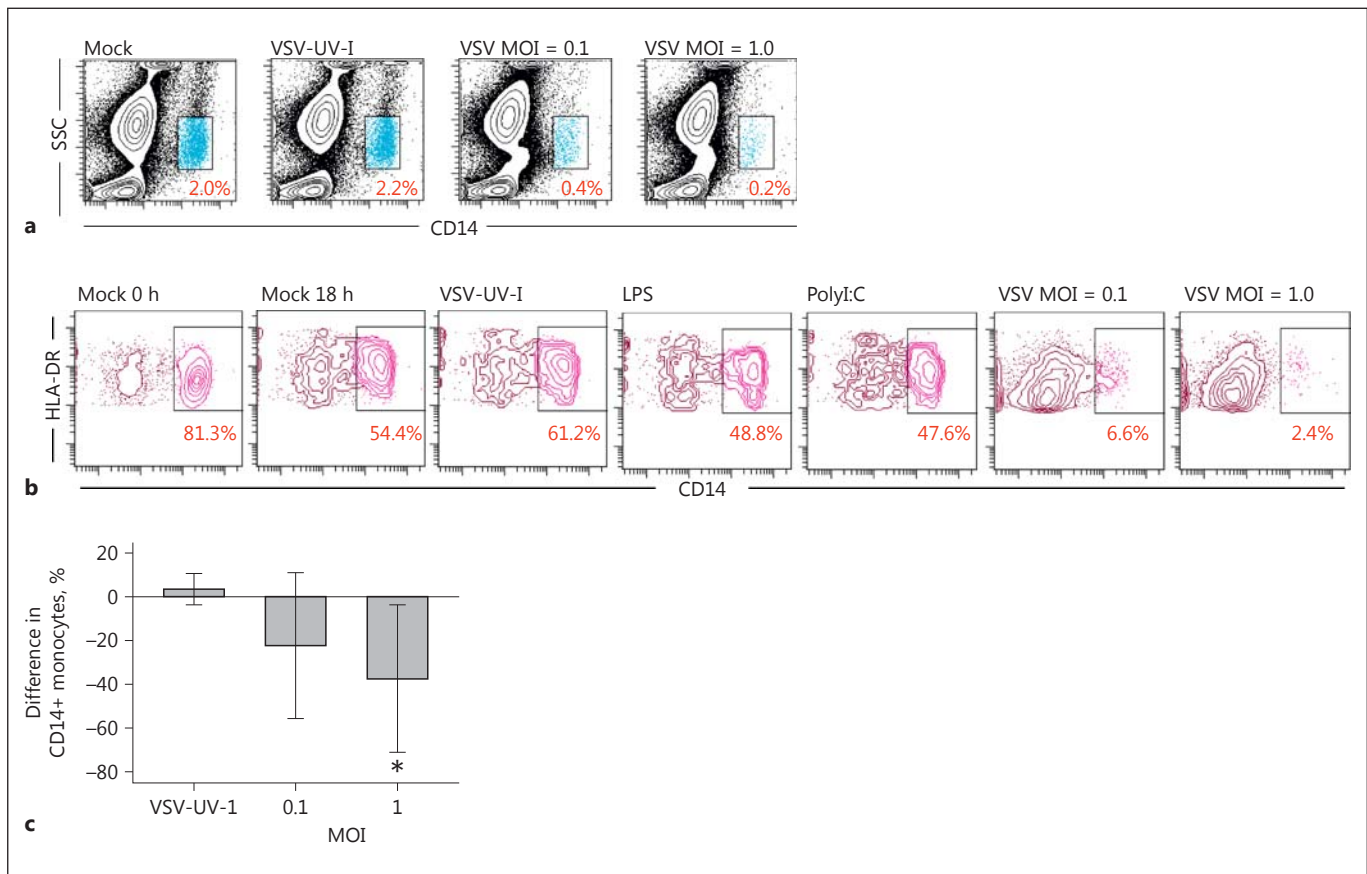 Mock VSV-UV-I VSV MOI = 0.1 VSV MOI = 1.0
SSC
2.0% 2.2% 0.4% 0.2%
a
CD14
Mock 0 h Mock 18 h VSV-UV-I LPS PolyI:C VSV MOI = 0.1 VSV MOI = 1.0
HLA-DR
81.3% 54.4% 61.2% 48.8% 47.6% 6.6% 2.4%
b
CD14
Difference in
CD14+ monocytes, %
20
0
–20
–40
–60
–80
*
VSV-UV-1 0.1 1
MOI
c